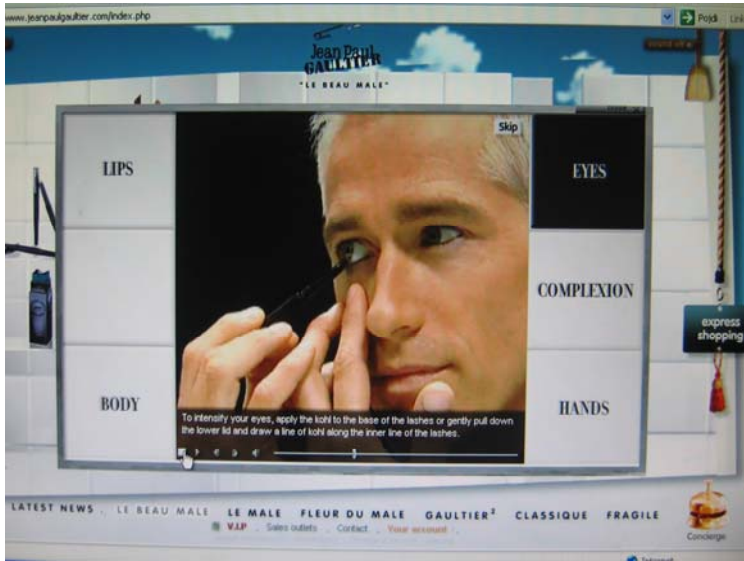 www.jeanpaulgaultier.com/index.php
Pojdi
Jean Paul
GAULTIER
"LE BEAU MALE"
Skip
LIPS
EYES
COMPLEXION
express
shopping
BODY
HANDS
To intensify your eyes, apply the kohl to the base of the lashes or gently pull down
the lower lid and draw a line of kohl along the inner line of the lashes.
LATEST NEWS . LE BEAU MALE LE MALE FLEUR DU MALE GAULTIER² CLASSIQUE FRAGILE
V.I.P . Sales outlets . Contact . Your account .
Concierge